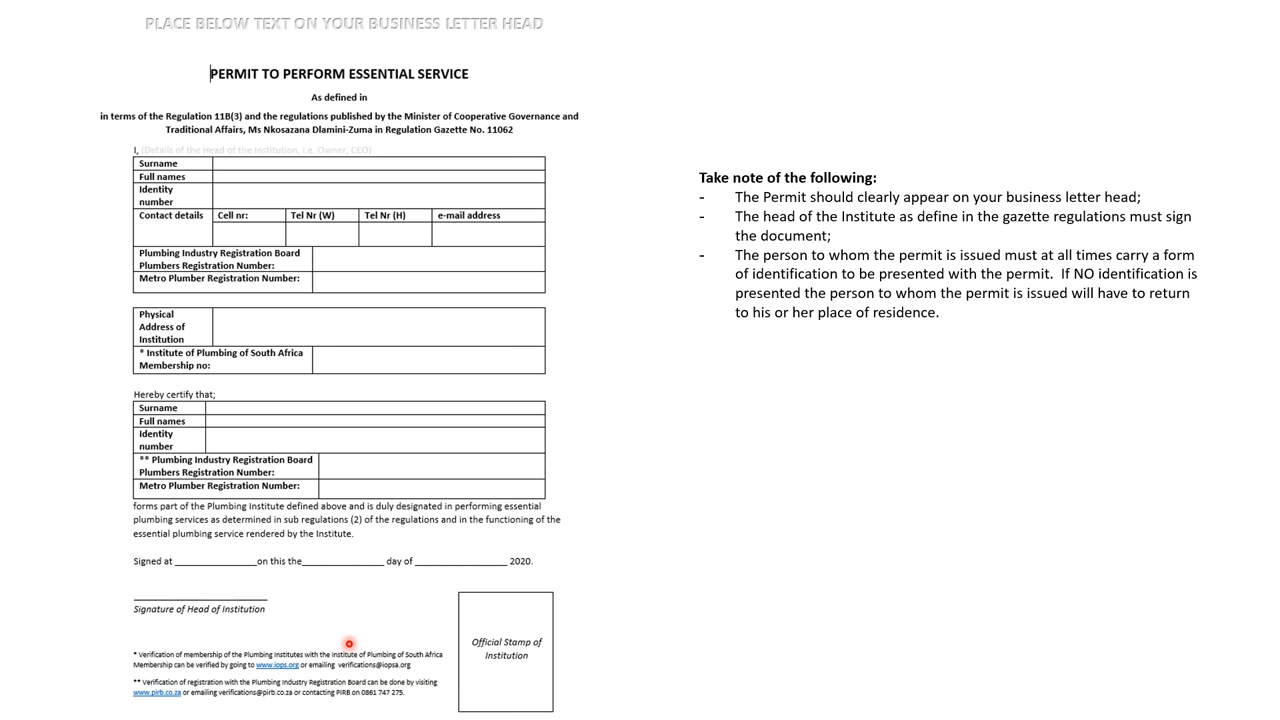 PLACE BELOW TEXT ON YOUR BUSINESS LETTER HEAD
PERMIT TO PERFORM ESSENTIAL SERVICE
As defined in
in terms of the Regulation 11B(3) and the regulations published by the Minister of Cooperative Governance and
Traditional Affairs, Ms Nkosazana Dlamini-Zuma in Regulation Gazette No. 11062
I, (Details of the Head of the Institution, i.e. Owner, CEO)
Surname
Full names
Identity
number
Contact details Cell nr: Tel Nr (W) Tel Nr (H) e-mail address
Plumbing Industry Registration Board
Plumbers Registration Number:
Metro Plumber Registration Number:
Physical
Address of
Institution
* Institute of Plumbing of South Africa
Membership no:
Hereby certify that;
Surname
Full names
Identity
number
** Plumbing Industry Registration Board
Plumbers Registration Number:
Metro Plumber Registration Number:
forms part of the Plumbing Institute defined above and is duly designated in performing essential
plumbing services as determined in sub regulations (2) of the regulations and in the functioning of the
essential plumbing service rendered by the Institute.
Signed at _________________on this the_________________ day of ___________________ 2020.
Signature of Head of Institution
Official Stamp of
Institution
* Verification of membership of the Plumbing Institutes with the Institute of Plumbing of South Africa
Membership can be verified by going to www.iops.org or emailing verifications@iopsa.org
** Verification of registration with the Plumbing Industry Registration Board can be done by visiting
www.pirb.co.za or emailing verifications@pirb.co.za or contacting PIRB on 0861 747 275.
Take note of the following:
- The Permit should clearly appear on your business letter head;
- The head of the Institute as define in the gazette regulations must sign
the document;
- The person to whom the permit is issued must at all times carry a form
of identification to be presented with the permit. If NO identification is
presented the person to whom the permit is issued will have to return
to his or her place of residence.